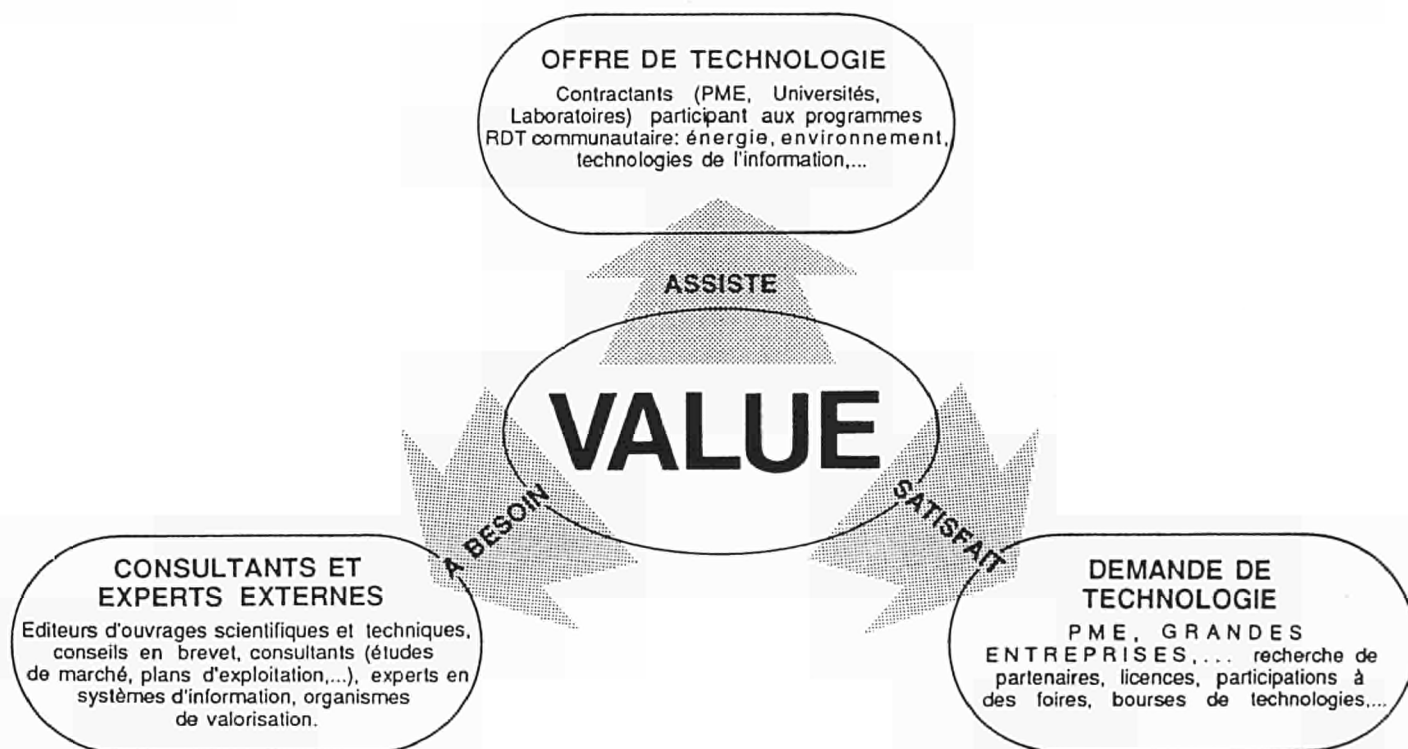 OFFRE DE TECHNOLOGIE
Contractants (PME, Universités,
Laboratoires) participant aux programmes
RDT communautaire: énergie, environnement,
technologies de l'information,...
ASSISTE
VALUE
A BESOIN
SATISFAIT
CONSULTANTS ET
EXPERTS EXTERNES
Editeurs d'ouvrages scientifiques et techniques,
conseils en brevet, consultants (études
de marché, plans d'exploitation,...), experts en
systèmes d'information, organismes
de valorisation.
DEMANDE DE
TECHNOLOGIE
PME, GRANDES
ENTREPRISES,... recherche de
partenaires, licences, participations à
des foires, bourses de technologies,...